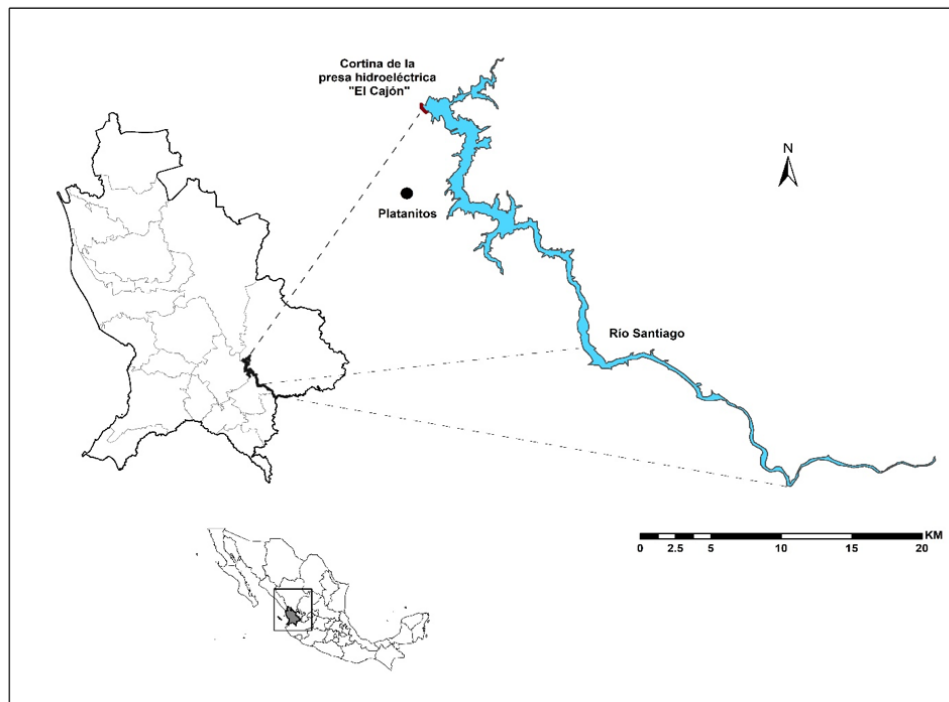 Cortina de la
presa hidroeléctrica
"El Cajón"
N
Platanitos
Río Santiago
KM
0 2.5 5 10 15 20